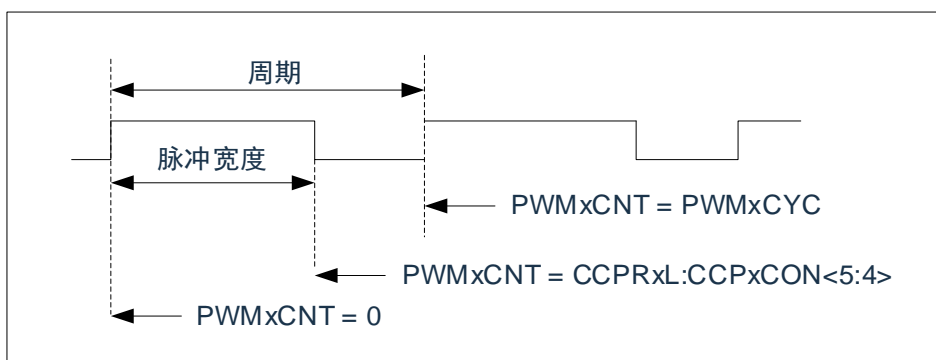 周期
脉冲宽度
PWMxCNT = PWMxCYC
PWMxCNT = CCPRxL:CCPxCON<5:4>
PWMxCNT = 0